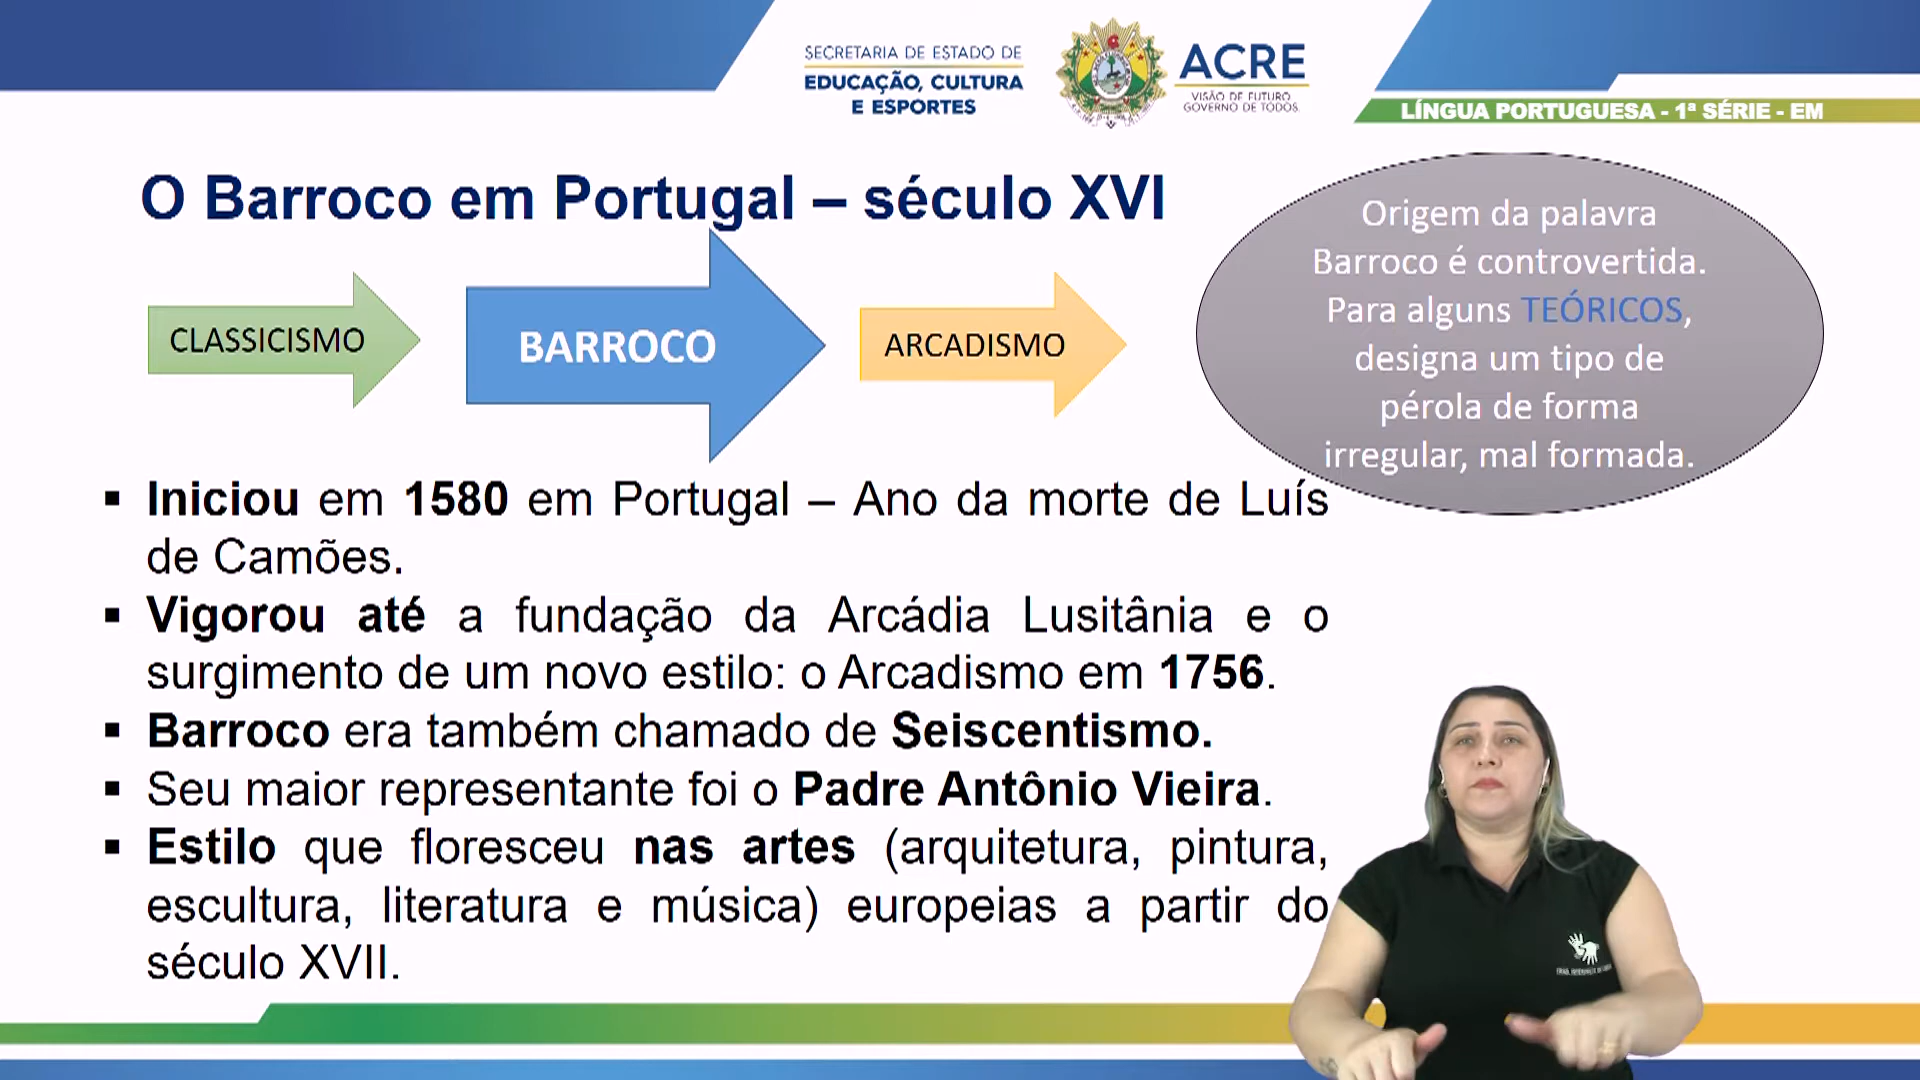 SECRETARIA DE ESTADO DE
EDUCAÇÃO, CULTURA
E ESPORTES
ACRE
VISÃO DE FUTURO
GOVERNO DE TODOS.
LÍNGUA PORTUGUESA - 1ª SÉRIE - EM
O Barroco em Portugal – século XVI
CLASSICISMO
BARROCO
ARCADISMO
Origem da palavra
Barroco é controvertida.
Para alguns TEÓRICOS,
designa um tipo de
pérola de forma
irregular, mal formada.
▪ Iniciou em 1580 em Portugal – Ano da morte de Luís
de Camões.
▪ Vigorou até a fundação da Arcádia Lusitânia e o
surgimento de um novo estilo: o Arcadismo em 1756.
▪ Barroco era também chamado de Seiscentismo.
▪ Seu maior representante foi o Padre Antônio Vieira.
▪ Estilo que floresceu nas artes (arquitetura, pintura,
escultura, literatura e música) europeias a partir do
século XVII.